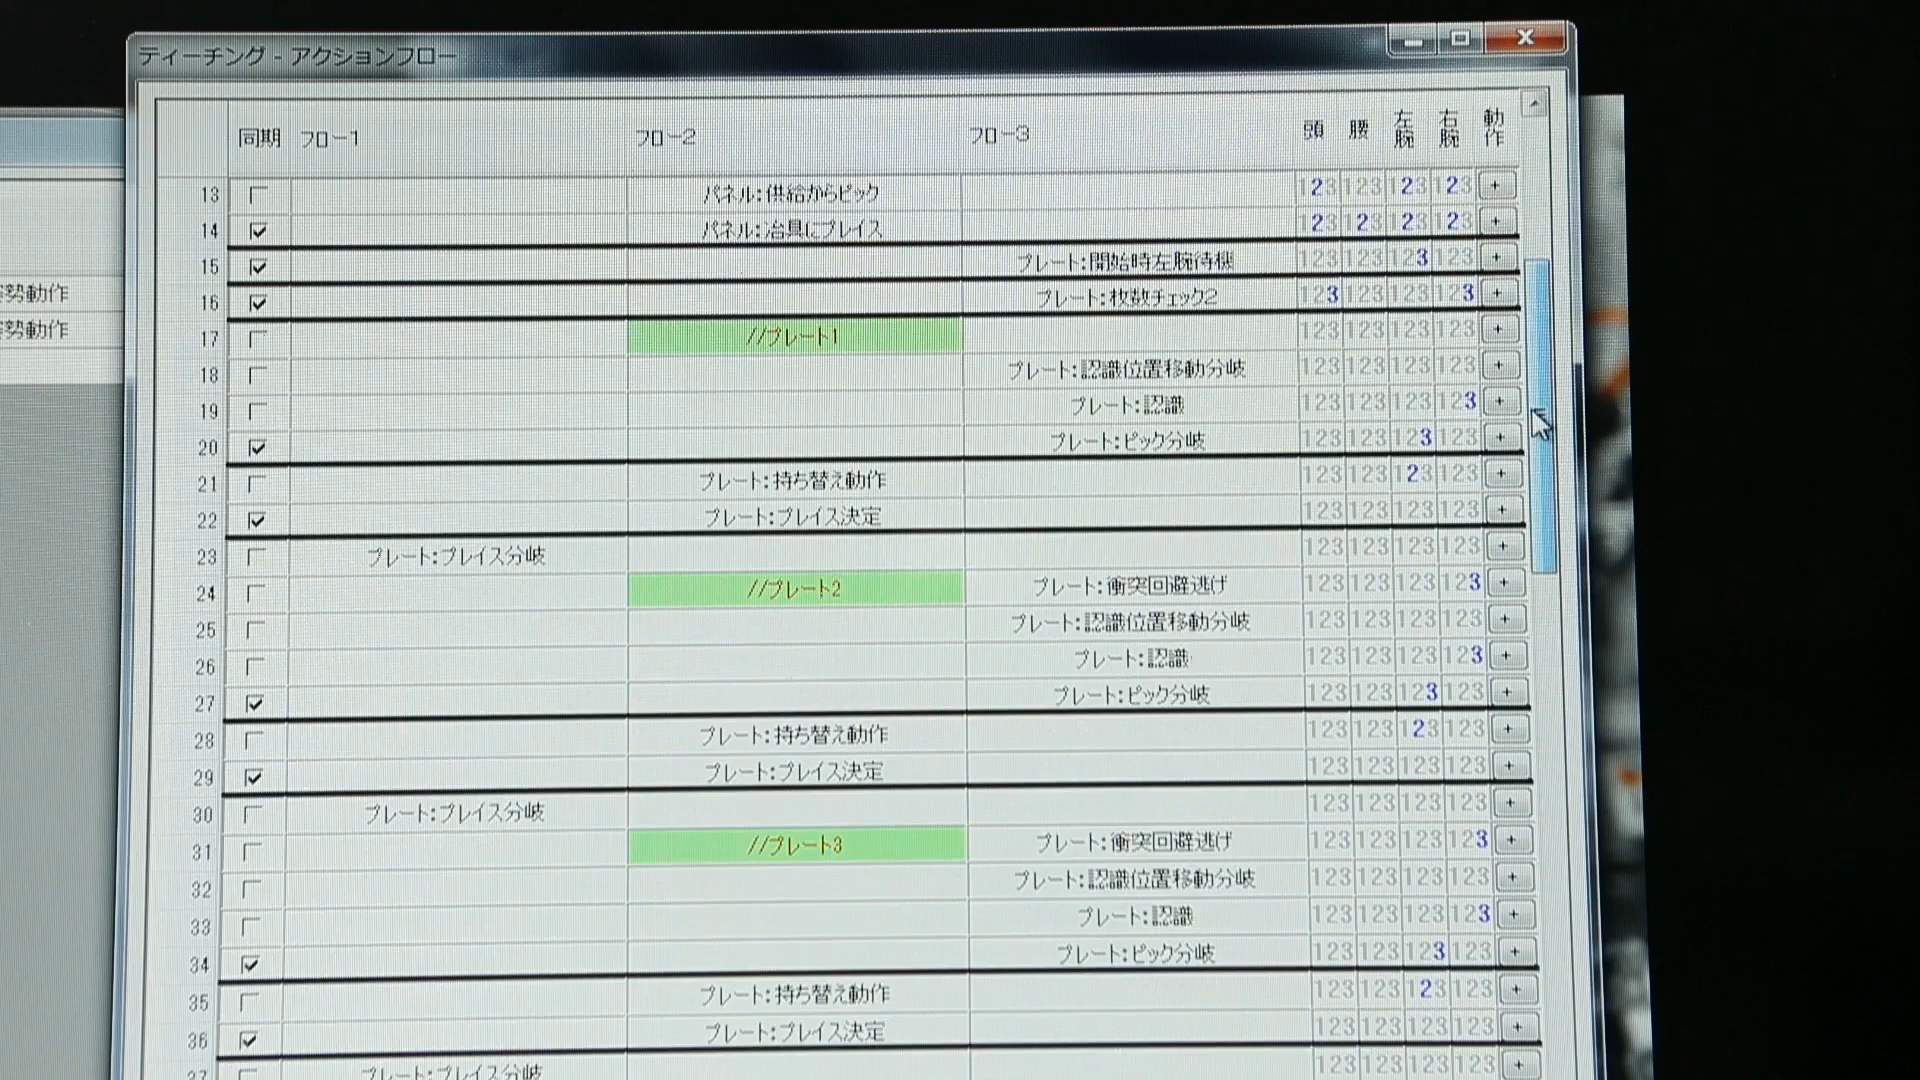 ティーチング - アクションフロー
同期 フロー1 フロー2 フロー3 頭 腰 左腕 右腕 動作
13 パネル:供給からピック 123 123 123 123 +
14 パネル:冶具にプレイス 123 123 123 123 +
15 プレート:開始時左腕待機 123 123 123 123 +
16 プレート:枚数チェック2 123 123 123 123 +
17 //プレート1 123 123 123 123 +
18 プレート:認識位置移動分岐 123 123 123 123 +
19 プレート:認識 123 123 123 123 +
20 プレート:ピック分岐 123 123 123 123 +
21 プレート:持ち替え動作 123 123 123 123 +
22 プレート:プレイス決定 123 123 123 123 +
23 プレート:プレイス分岐 123 123 123 123 +
24 //プレート2 プレート:衝突回避逃げ 123 123 123 123 +
25 プレート:認識位置移動分岐 123 123 123 123 +
26 プレート:認識 123 123 123 123 +
27 プレート:ピック分岐 123 123 123 123 +
28 プレート:持ち替え動作 123 123 123 123 +
29 プレート:プレイス決定 123 123 123 123 +
30 プレート:プレイス分岐 123 123 123 123 +
31 //プレート3 プレート:衝突回避逃げ 123 123 123 123 +
32 プレート:認識位置移動分岐 123 123 123 123 +
33 プレート:認識 123 123 123 123 +
34 プレート:ピック分岐 123 123 123 123 +
35 プレート:持ち替え動作 123 123 123 123 +
36 プレート:プレイス決定 123 123 123 123 +
37 プレート:プレイス分岐 123 123 123 123 +
勢動作
勢動作